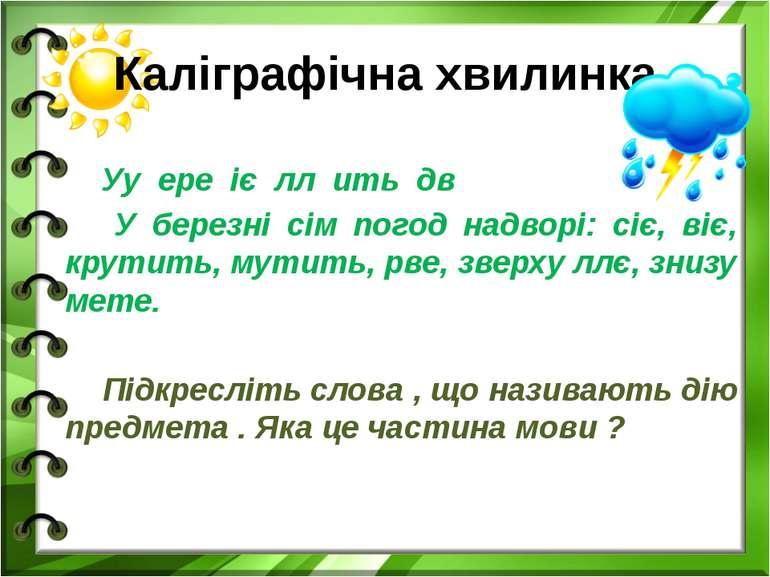 Каліграфічна хвилинка
Уу ере іє лл ить дв
У березні сім погод надворі: сіє, віє,
крутить, мутить, рве, зверху ллє, знизу
мете.
Підкресліть слова , що називають дію
предмета . Яка це частина мови ?